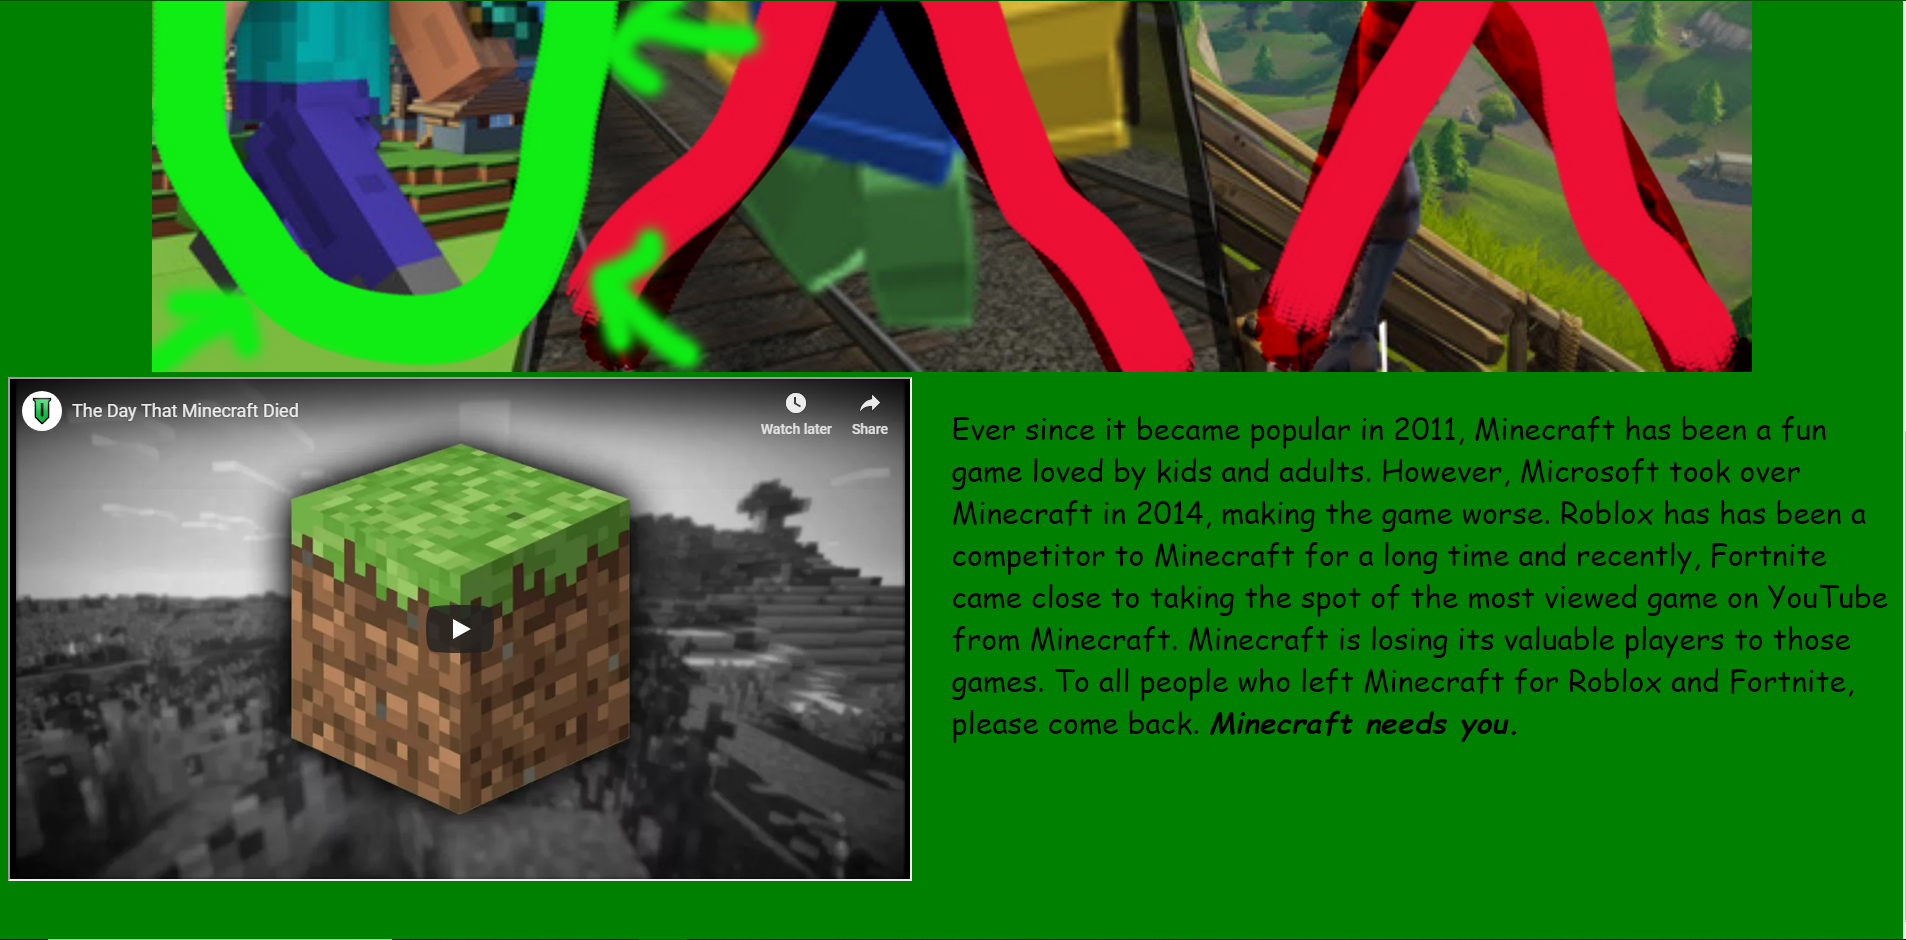 The Day That Minecraft Died
Watch later
Share
Ever since it became popular in 2011, Minecraft has been a fun
game loved by kids and adults. However, Microsoft took over
Minecraft in 2014, making the game worse. Roblox has has been a
competitor to Minecraft for a long time and recently, Fortnite
came close to taking the spot of the most viewed game on YouTube
from Minecraft. Minecraft is losing its valuable players to those
games. To all people who left Minecraft for Roblox and Fortnite,
please come back. Minecraft needs you.